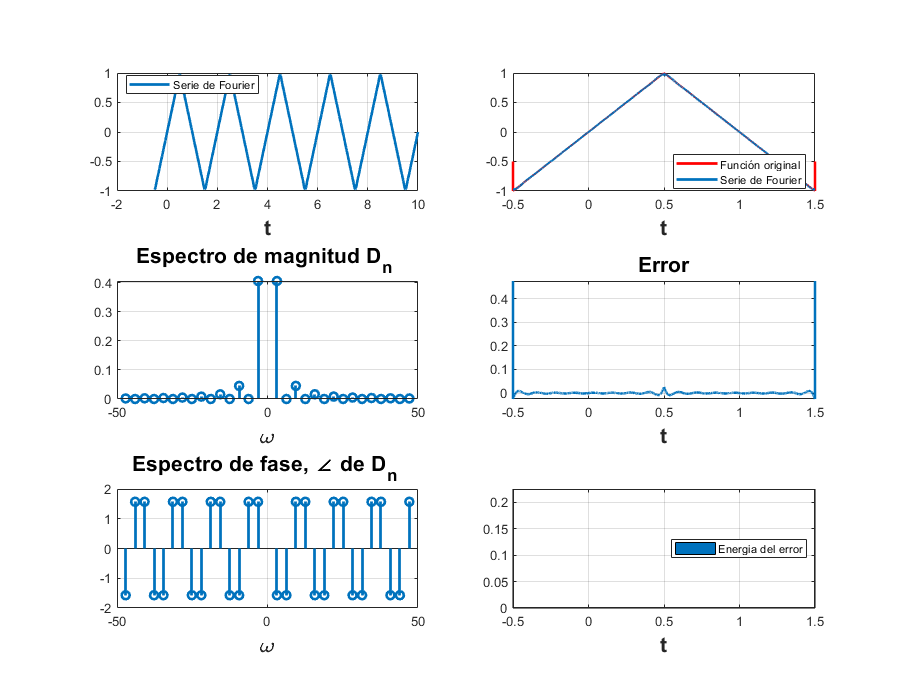 1
0.5
0
-0.5
-1
-2 0 2 4 6 8 10
Serie de Fourier
t
1
0.5
0
-0.5
-1
-0.5 0 0.5 1 1.5
Función original
Serie de Fourier
t
Espectro de magnitud Dn
0.4
0.3
0.2
0.1
0
-50 0 50
ω
Error
0.4
0.3
0.2
0.1
0
-0.5 0 0.5 1 1.5
t
Espectro de fase, ∠ de Dn
2
1
0
-1
-2
-50 0 50
ω
0.2
0.15
0.1
0.05
0
-0.5 0 0.5 1 1.5
Energia del error
t